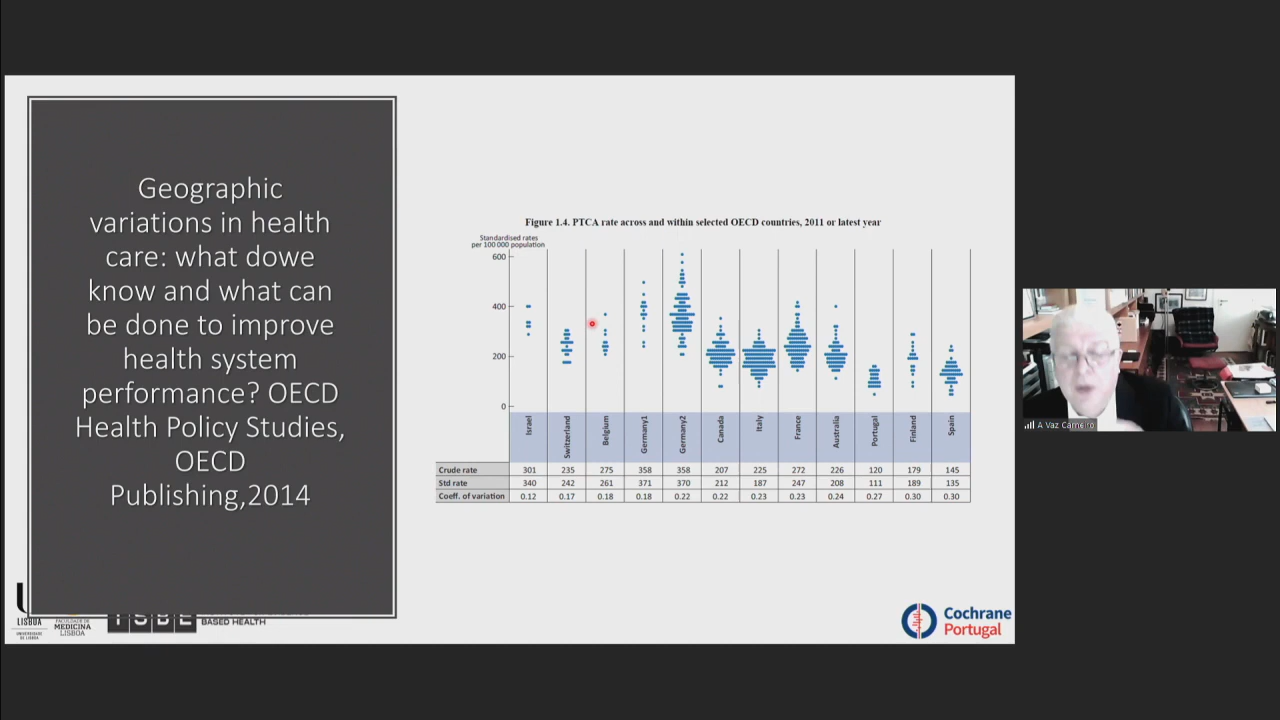 Geographic
variations in health
care: what dowe
know and what can
be done to improve
health system
performance? OECD
Health Policy Studies,
OECD
Publishing,2014
Figure 1.4. PTCA rate across and within selected OECD countries, 2011 or latest year
Standardised rates
per 100 000 population
600
400
200
0
Israel
Switzerland
Belgium
Germany1
Germany2
Canada
Italy
France
Australia
Portugal
Finland
Spain
Crude rate 301 235 275 358 358 207 225 272 226 120 179 145
Std rate 340 242 261 371 370 212 187 247 208 111 189 135
Coeff. of variation 0.12 0.17 0.18 0.18 0.22 0.22 0.23 0.23 0.24 0.27 0.30 0.30
LISBOA
UNIVERSIDADE
DE LISBOA
FACULDADE DE
MEDICINA
LISBOA
BASED HEALTH
Cochrane
Portugal
A Vaz Carneiro